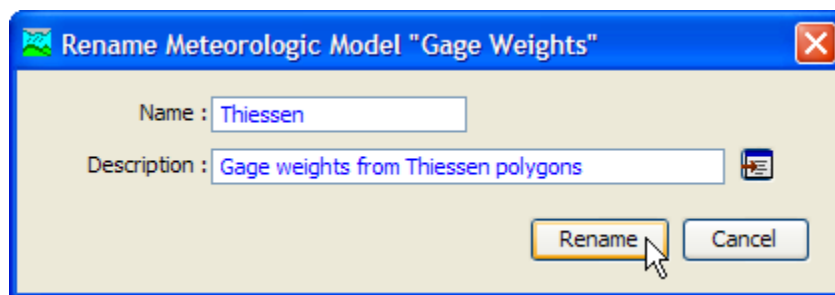 Rename Meteorologic Model "Gage Weights"
Name : Thiessen
Description : Gage weights from Thiessen polygons
Rename Cancel